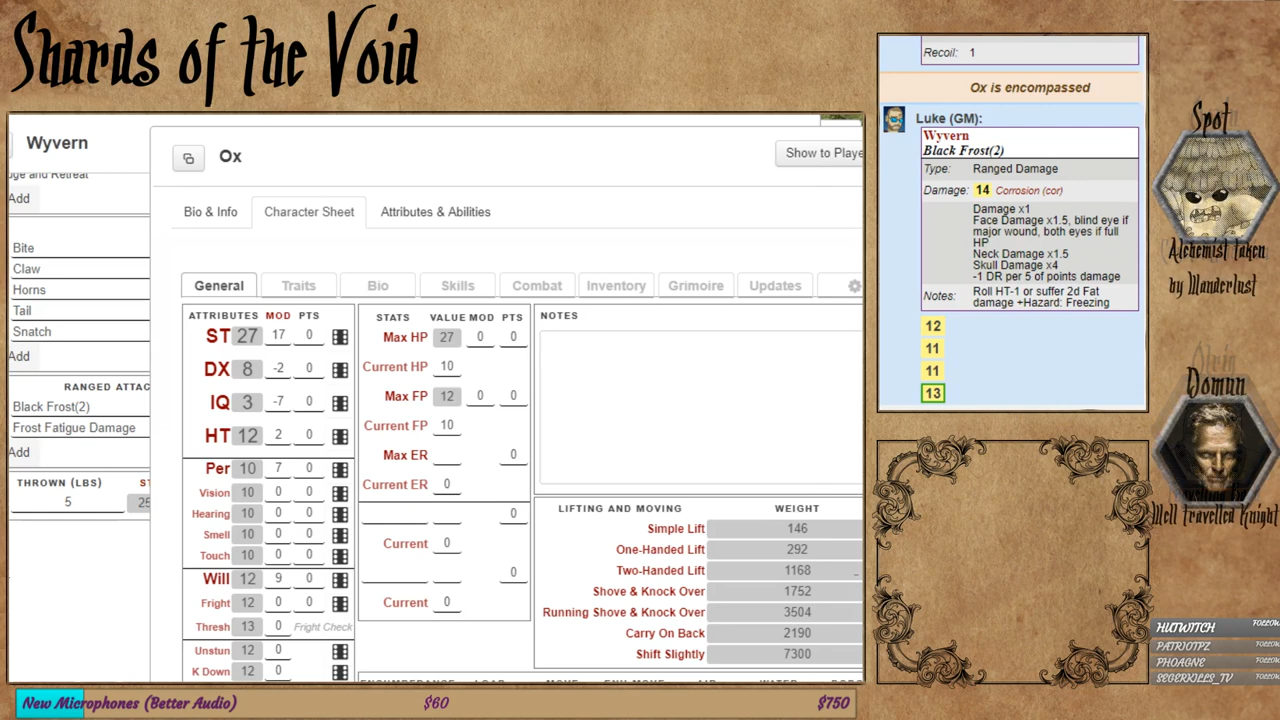 Shards of the Void
Wyvern
Add
Bite
Claw
Horns
Tail
Snatch
Add
RANGED ATTAC
Black Frost(2)
Frost Fatigue Damage
Add
THROWN (LBS)
5
Ox
Show to Playe
Bio & Info
Character Sheet
Attributes & Abilities
General
Traits
Bio
Skills
Combat
Inventory
Grimoire
Updates
ATTRIBUTES MOD PTS
ST 27 17 0
DX 8 -2 0
IQ 3 -7 0
HT 12 2 0
Per 10 7 0
Vision 10 0 0
Hearing 10 0 0
Smell 10 0 0
Touch 10 0 0
Will 12 9 0
Fright 12 0 0
Thresh 13 0 Fright Check
Unstun 12 0
K Down 12 0
STATS VALUE MOD PTS
Max HP 27 0 0
Current HP 10
Max FP 12 0 0
Current FP 10
Max ER 0
Current ER 0
0
Current 0
0
Current 0
NOTES
LIFTING AND MOVING WEIGHT
Simple Lift 146
One-Handed Lift 292
Two-Handed Lift 1168
Shove & Knock Over 1752
Running Shove & Knock Over 3504
Carry On Back 2190
Shift Slightly 7300
Recoil: 1
Ox is encompassed
Luke (GM):
Wyvern
Black Frost(2)
Type: Ranged Damage
Damage: 14 Corrosion (cor)
Damage x1
Face Damage x1.5, blind eye if
major wound, both eyes if full
HP
Neck Damage x1.5
Skull Damage x4
-1 DR per 5 of points damage
Notes: Roll HT-1 or suffer 2d Fat
damage +Hazard: Freezing
12
11
11
13
Spot
Alchemist taken
by Wanderlust
Domun
Well Travelled Knight
HUTWITCH FOLLOW
PATRIOTPZ FOLLOW
PHOAGNE FOLLOW
SEGERKILLS_TV FOLLOW
New Microphones (Better Audio)
$60
$750